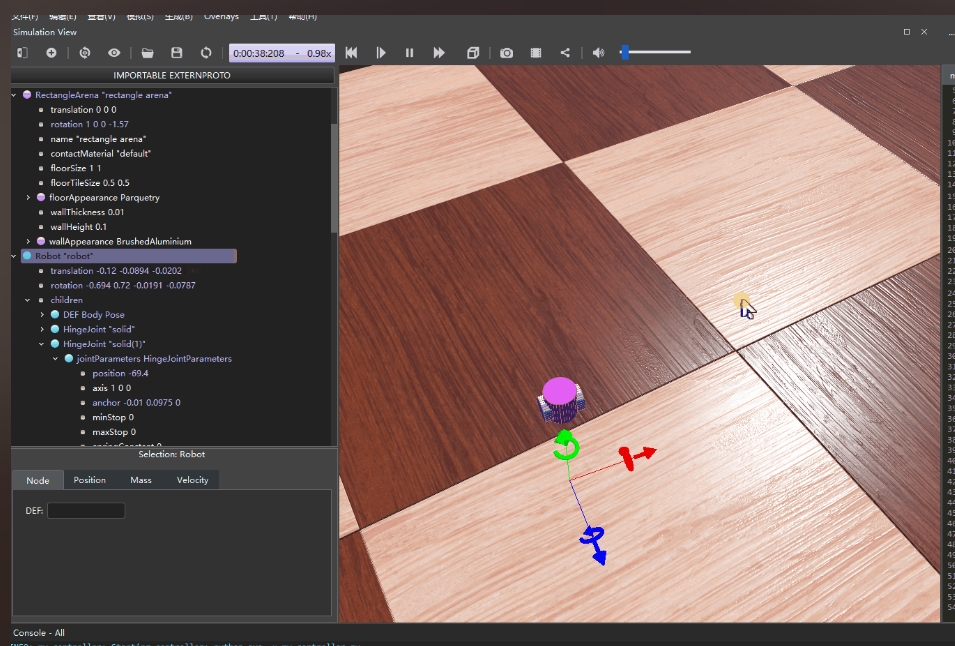 文件(F) 编辑(E) 查看(V) 模拟(S) 生成(B) Overlays 工具(T) 帮助(H)
Simulation View
0:00:38:208 - 0.98x
IMPORTABLE EXTERNPROTO
RectangleArena "rectangle arena"
translation 0 0 0
rotation 1 0 0 -1.57
name "rectangle arena"
contactMaterial "default"
floorSize 1 1
floorTileSize 0.5 0.5
floorAppearance Parquetry
wallThickness 0.01
wallHeight 0.1
wallAppearance BrushedAluminium
Robot "robot"
translation -0.12 -0.0894 -0.0202
rotation -0.694 0.72 -0.0191 -0.0787
children
DEF Body Pose
HingeJoint "solid"
HingeJoint "solid(1)"
jointParameters HingeJointParameters
position -69.4
axis 1 0 0
anchor -0.01 0.0975 0
minStop 0
maxStop 0
springConstant 0
Selection: Robot
Node Position Mass Velocity
DEF:
Console - All